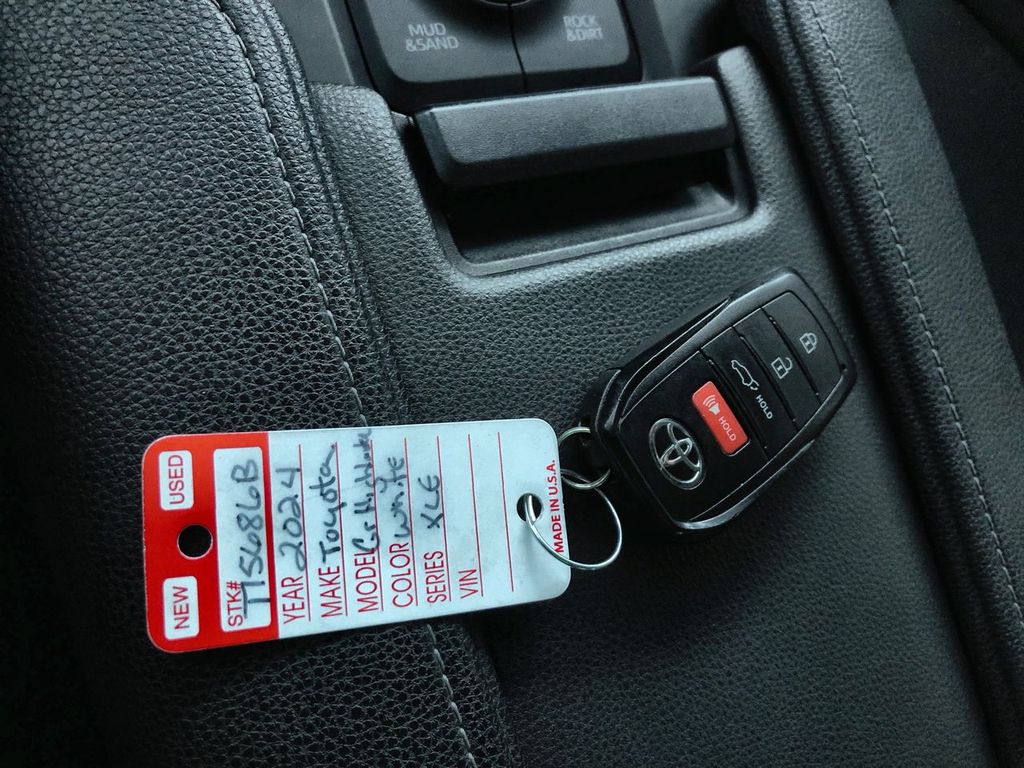 MUD
&SAND
ROCK
&DIRT
NEW
USED
STK# T15686B
YEAR 2024
MAKE Toyota
MODEL
COLOR white
SERIES XLE
VIN
MADE IN U.S.A.
HOLD
HOLD